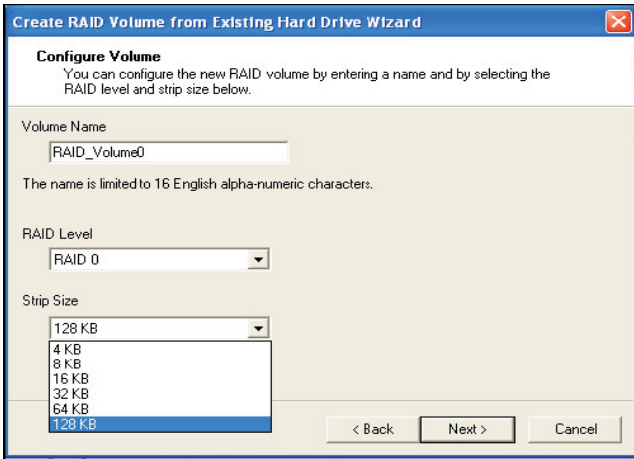 Create RAID Volume from Existing Hard Drive Wizard
Configure Volume
You can configure the new RAID volume by entering a name and by selecting the
RAID level and strip size below.
Volume Name
RAID_Volume0
The name is limited to 16 English alpha-numeric characters.
RAID Level
RAID 0
Strip Size
128 KB
4 KB
8 KB
16 KB
32 KB
64 KB
128 KB
< Back
Next >
Cancel